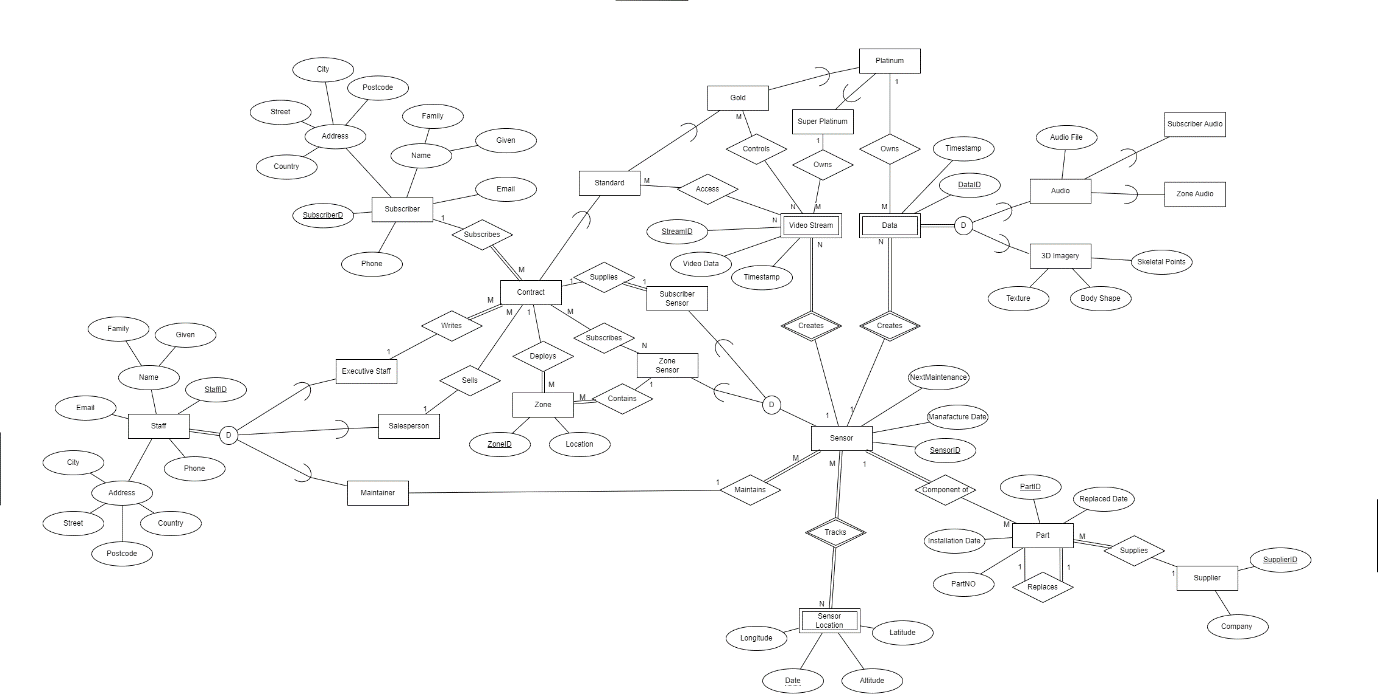 Platinum
City
1
Postcode
Gold
Street
Family
M
Super Platinum
Subscriber Audio
Address
Given
1
Audio File
Name
Controls
Owns
Timestamp
Country
Owns
Standard
M
Access
DataID
Audio
Zone Audio
Email
Subscriber
SubscriberD
1
N
M
M
N
StreamID
Video Stream
Data
D
Subscribes
N
N
3D Imagery
Skeletal Points
Phone
Video Data
M
Supplies
Timestamp
1
1
Contract
Subscriber
Sensor
Texture
Body Shape
M
M
1
M
Family
Given
Writes
Subscribes
Creates
Creates
N
1
Deploys
Zone
Sensor
Executive Staff
Name
StaffID
Sells
M
1
NextMaintenance
Email
M
Contains
Zone
D
1
1
Manafacture Date
1
Staff
D
Salesperson
Sensor
ZoneID
Location
SensorID
City
Phone
M
M
1
1
Address
Maintainer
Maintains
Component of
PartID
Replaced Date
Street
Country
M
Tracks
Part
M
Installation Date
Postcode
Supplies
1
1
1
Supplier
SupplierID
PartNO
Replaces
N
Sensor
Location
Longitude
Latitude
Company
Date
Altitude